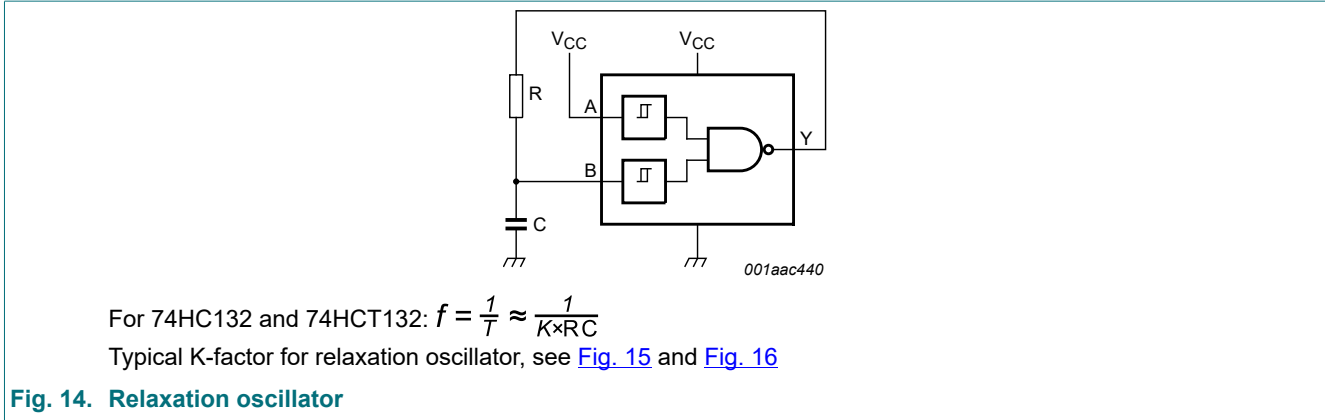 VCC VCC
R
A
B
Y
C
001aac440
For 74HC132 and 74HCT132: f = 1/T ≈ 1/K×RC
Typical K-factor for relaxation oscillator, see Fig. 15 and Fig. 16
Fig. 14. Relaxation oscillator